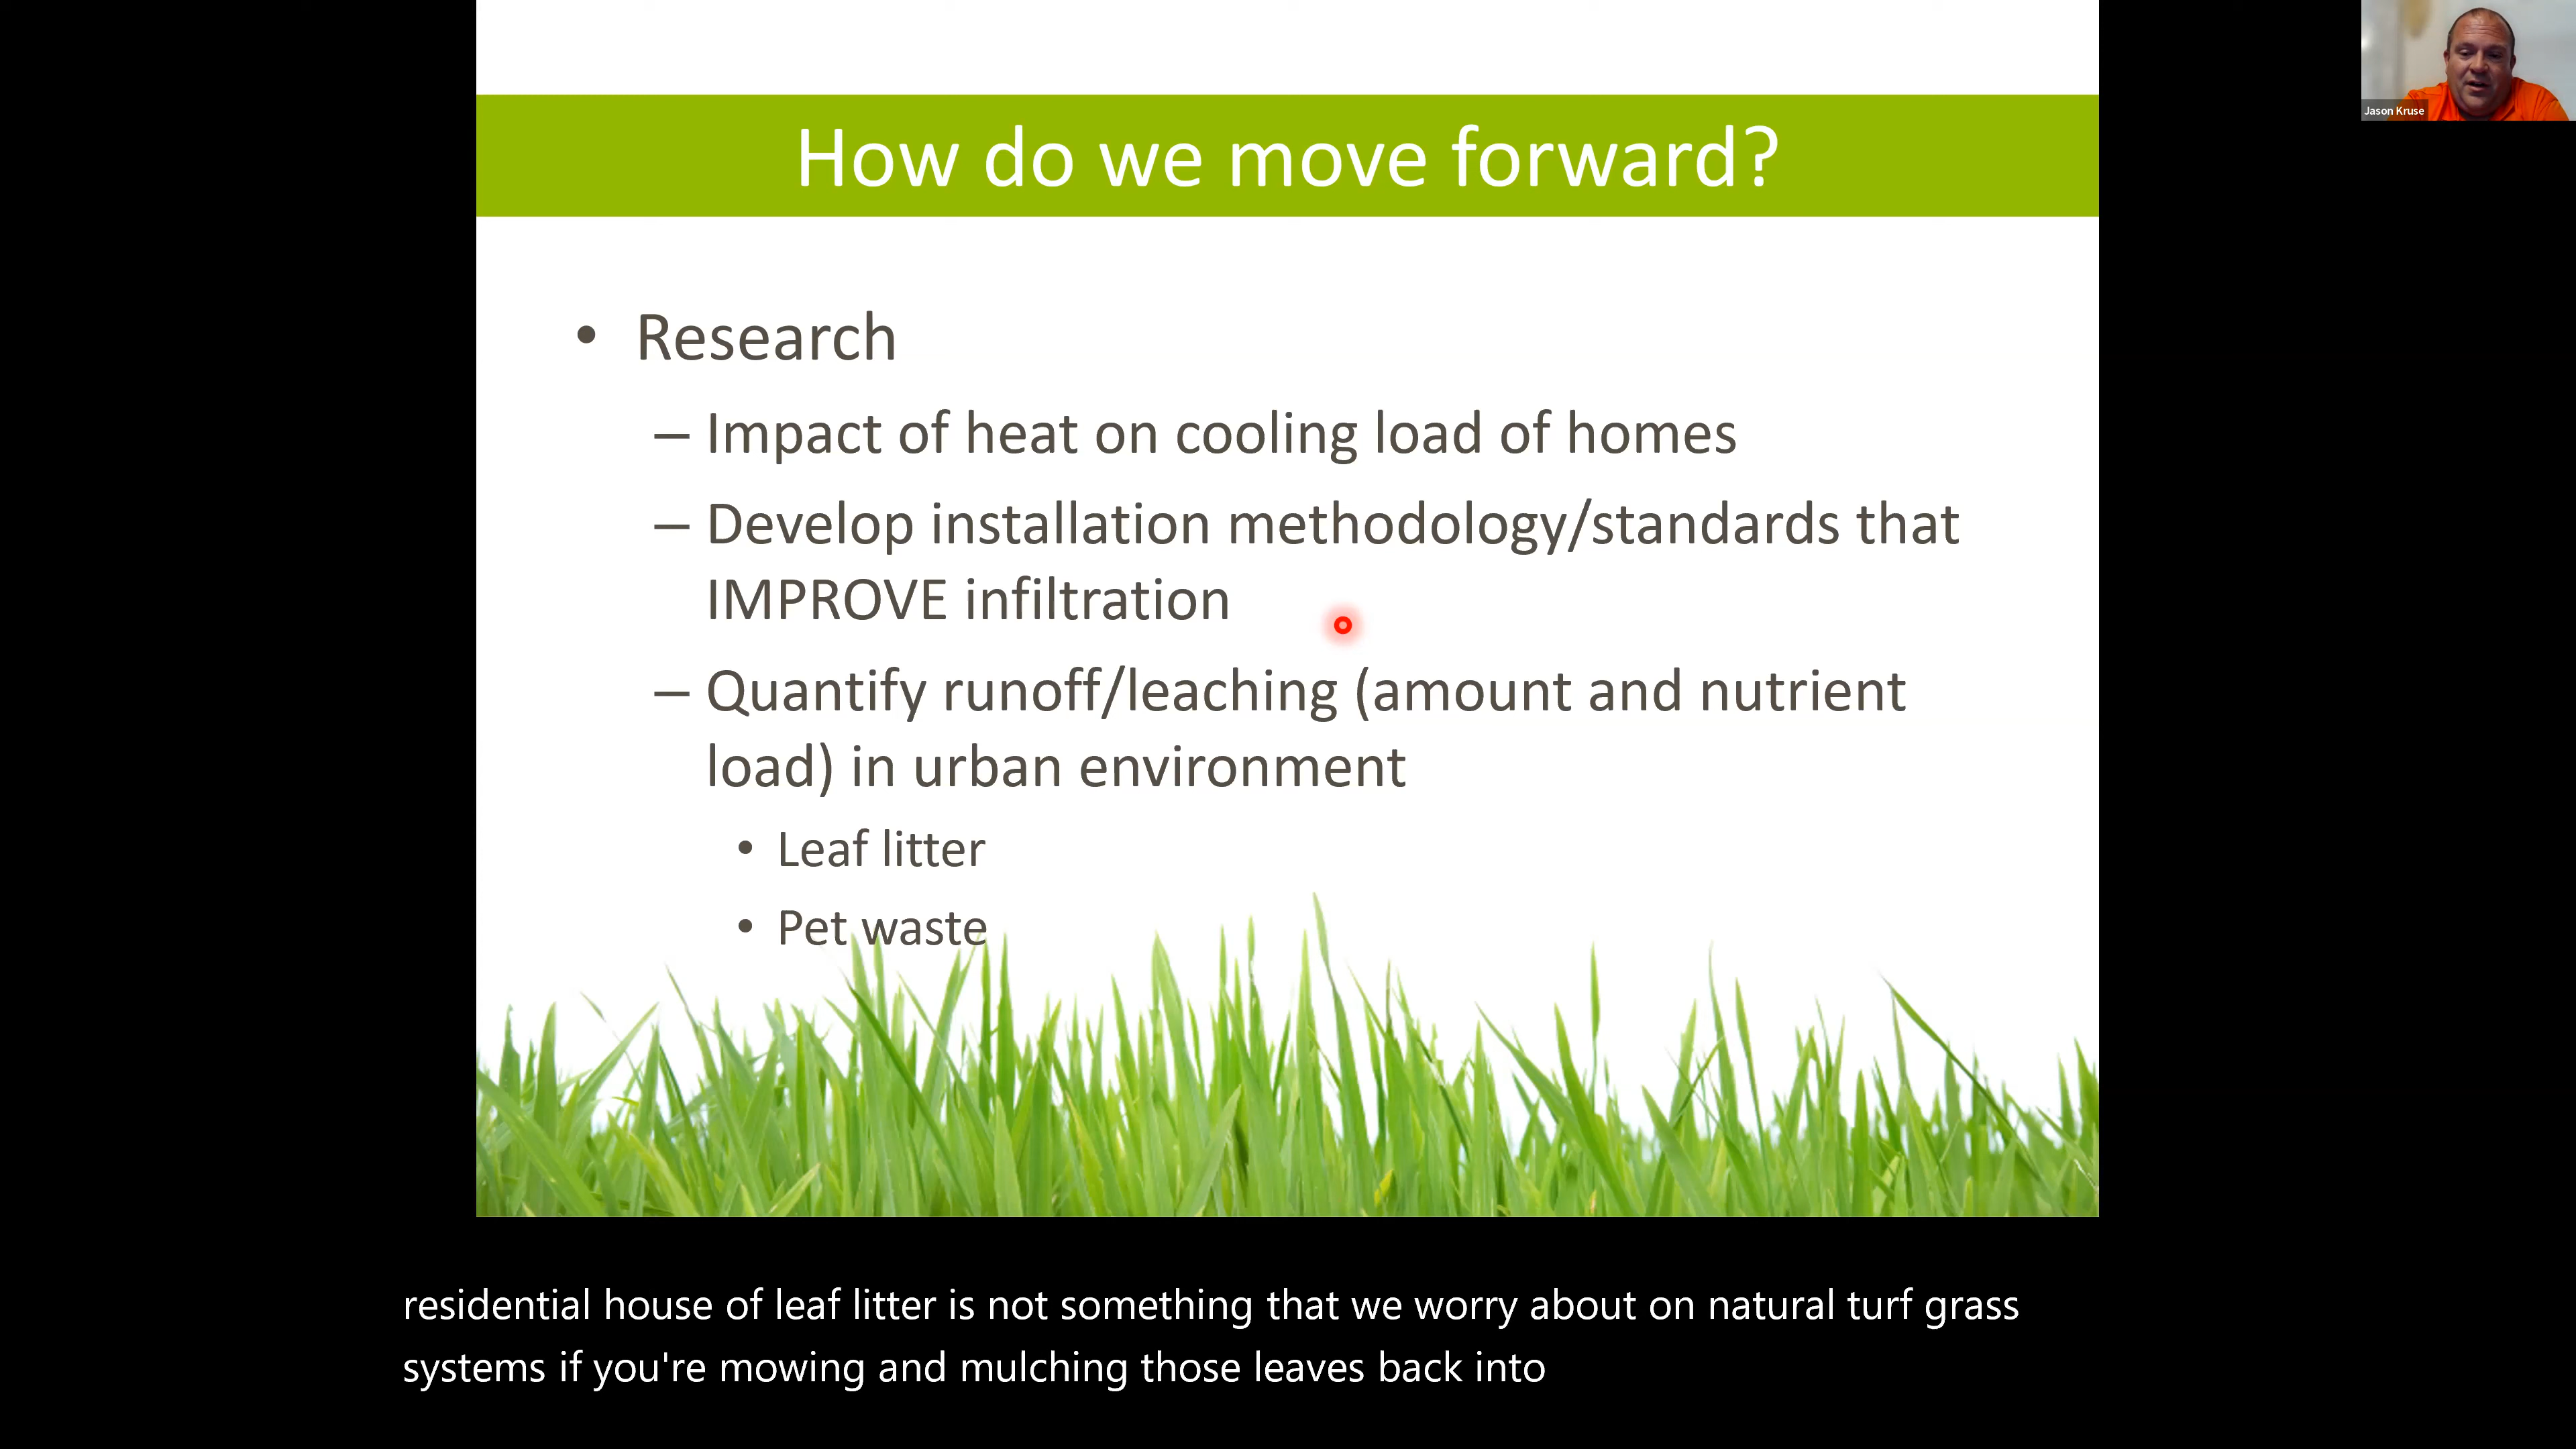 How do we move forward?
Jason Kruse
• Research
– Impact of heat on cooling load of homes
– Develop installation methodology/standards that
IMPROVE infiltration
– Quantify runoff/leaching (amount and nutrient
load) in urban environment
• Leaf litter
• Pet waste
residential house of leaf litter is not something that we worry about on natural turf grass
systems if you're mowing and mulching those leaves back into